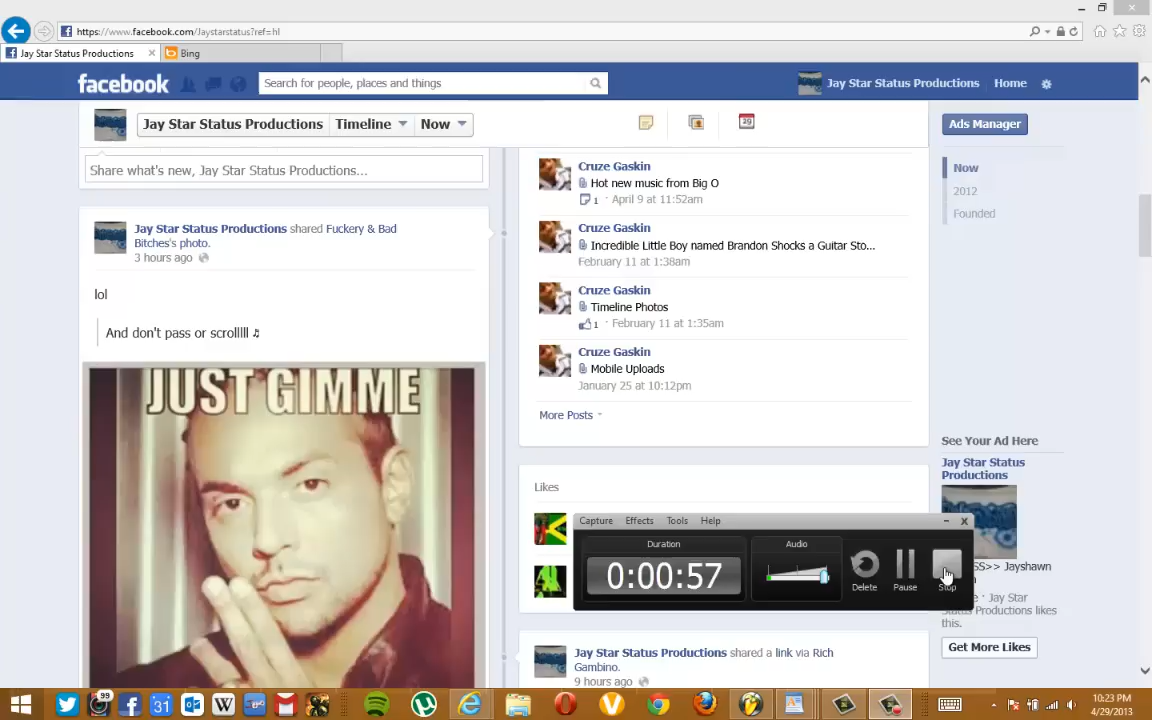 https://www.facebook.com/Jaystarstatus?ref=hl
Jay Star Status Productions
Bing
facebook
Search for people, places and things
Jay Star Status Productions
Home
Jay Star Status Productions
Timeline
Now
29
Ads Manager
Share what's new, Jay Star Status Productions...
Now
2012
Founded
Jay Star Status Productions shared Fuckery & Bad
Bitches's photo.
3 hours ago
lol
And don't pass or scrolllll ♫
JUST GIMME
Cruze Gaskin
Hot new music from Big O
1 · April 9 at 11:52am
Cruze Gaskin
Incredible Little Boy named Brandon Shocks a Guitar Sto...
February 11 at 1:38am
Cruze Gaskin
Timeline Photos
1 · February 11 at 1:35am
Cruze Gaskin
Mobile Uploads
January 25 at 10:12pm
More Posts
Likes
See Your Ad Here
Jay Star Status
Productions
SS>> Jayshawn
· Jay Star
Status Productions likes
this.
Get More Likes
Capture
Effects
Tools
Help
Duration
0:00:57
Audio
Delete
Pause
Stop
Jay Star Status Productions shared a link via Rich
Gambino.
9 hours ago
99
31
10:23 PM
4/29/2013